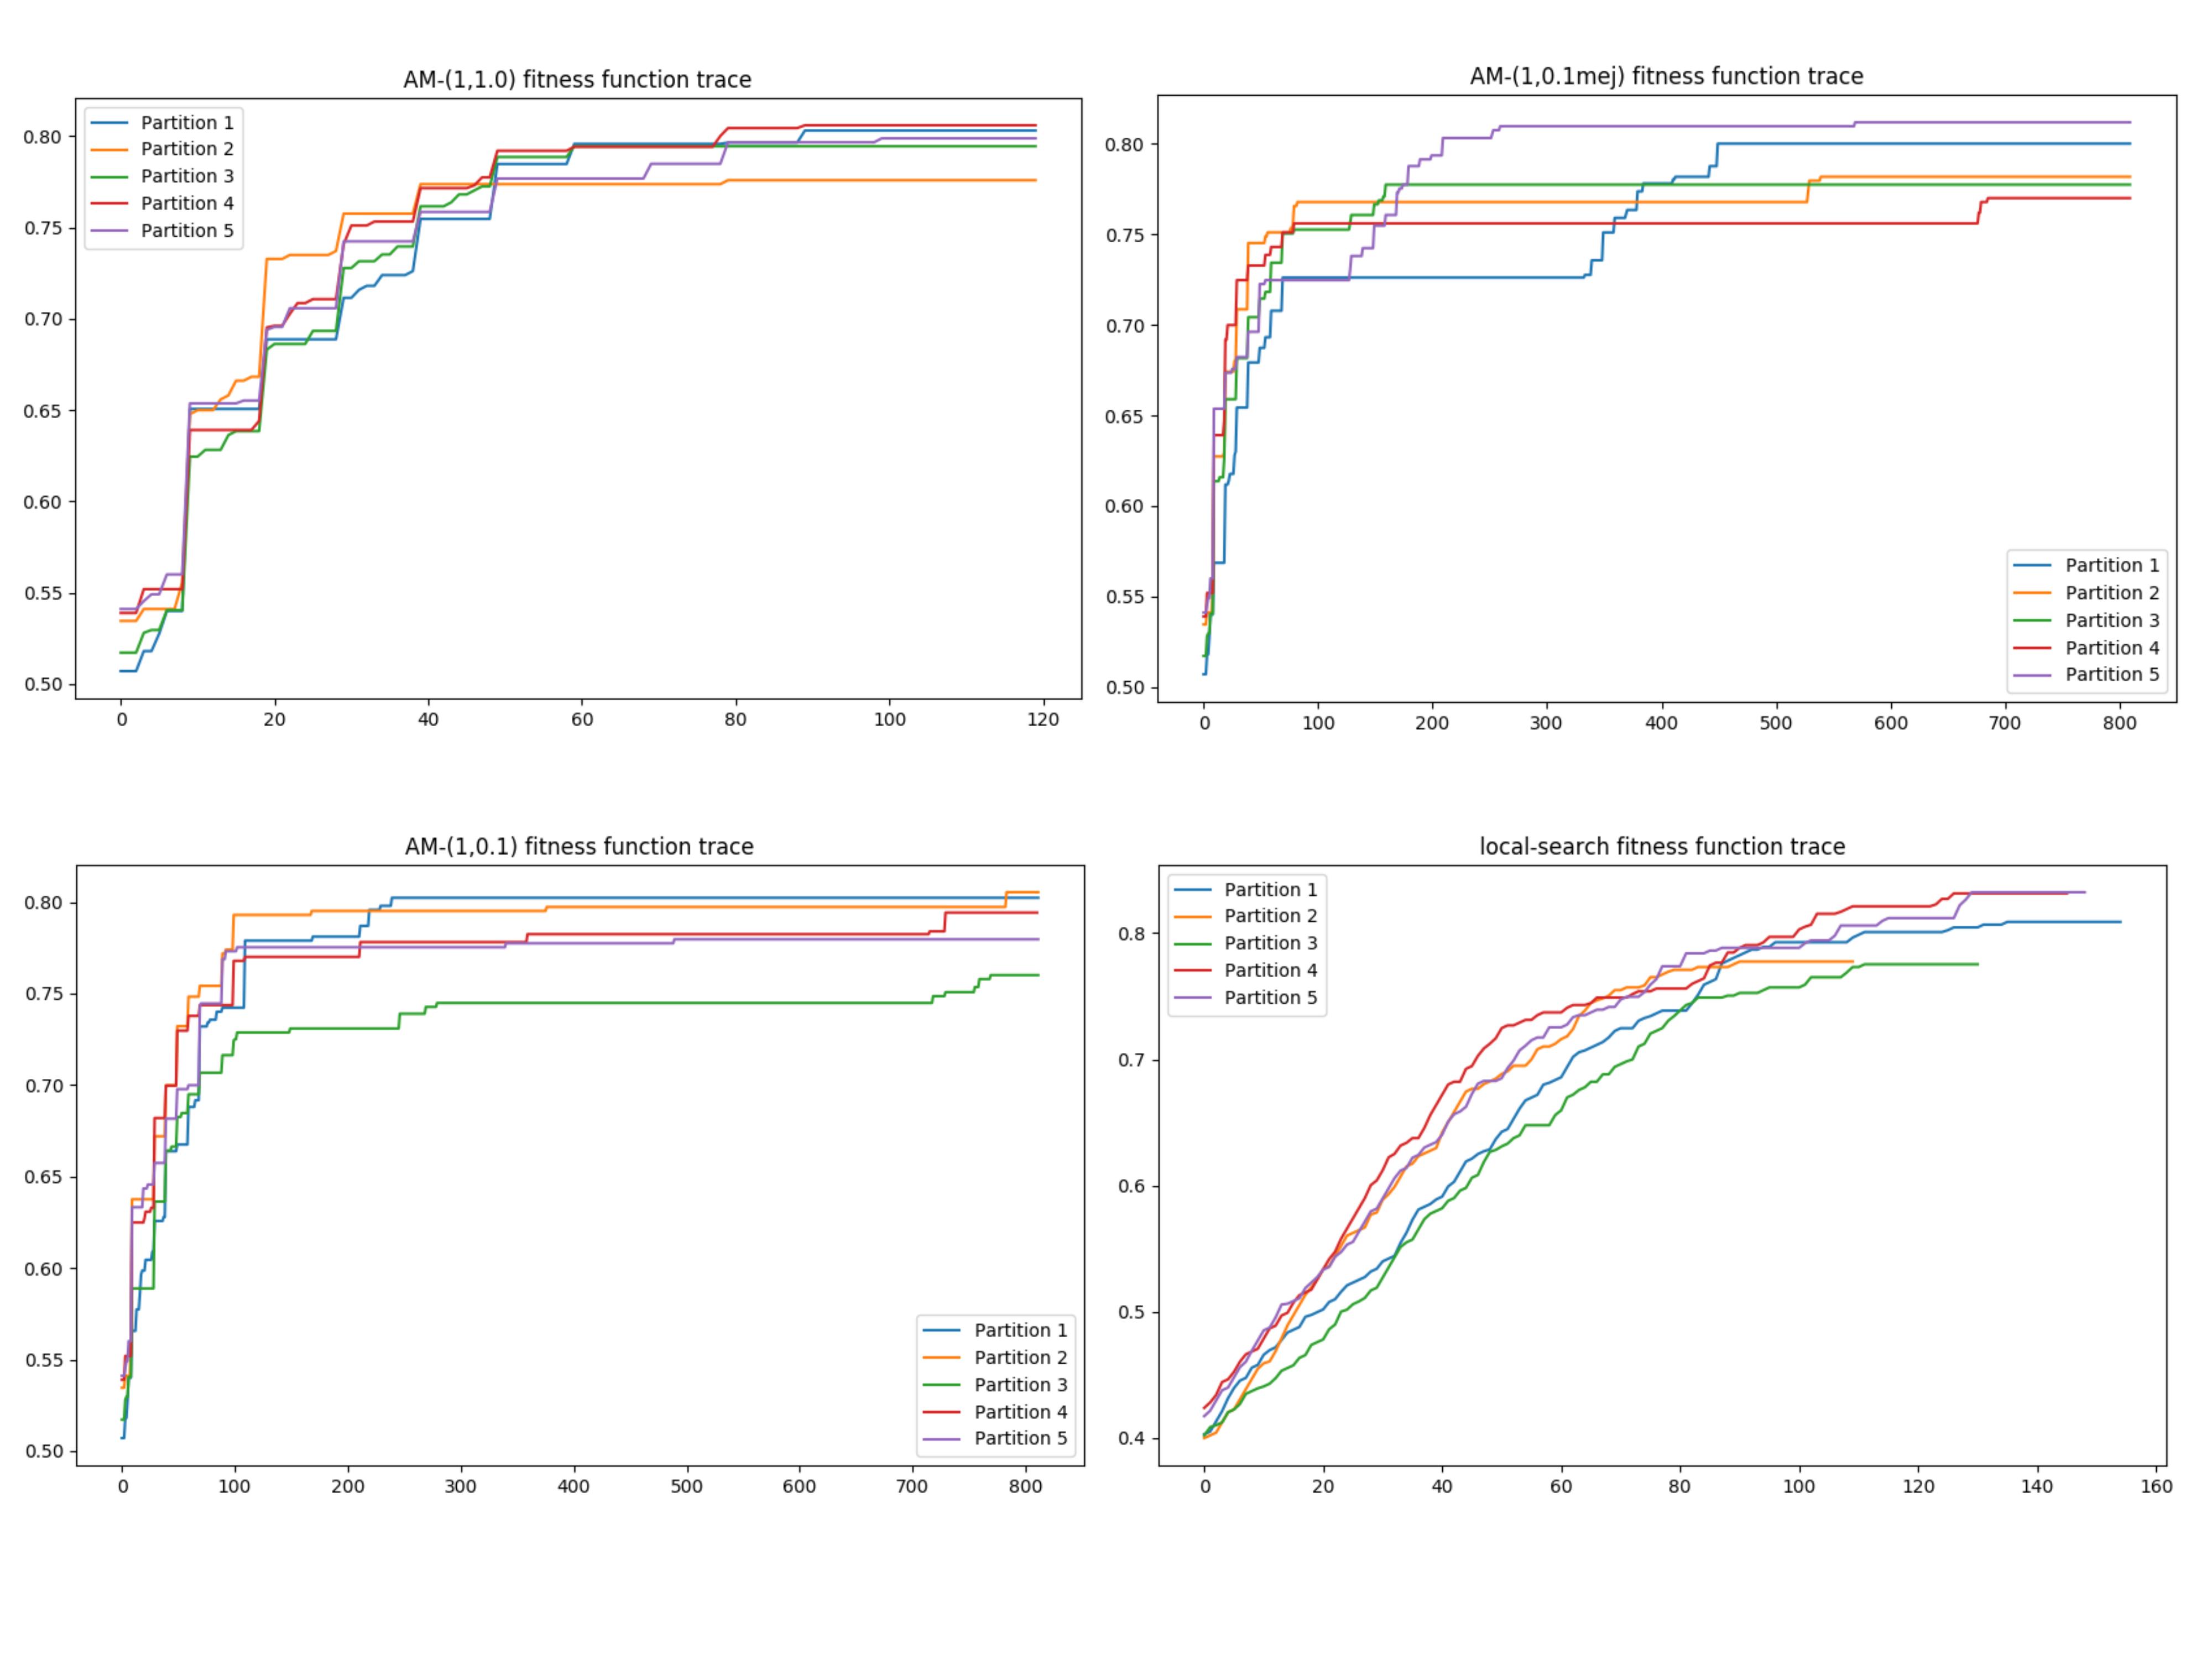 AM-(1,1.0) fitness function trace
0.80
0.75
0.70
0.65
0.60
0.55
0.50
Partition 1
Partition 2
Partition 3
Partition 4
Partition 5
0 20 40 60 80 100 120
AM-(1,0.1mej) fitness function trace
0.80
0.75
0.70
0.65
0.60
0.55
0.50
Partition 1
Partition 2
Partition 3
Partition 4
Partition 5
0 100 200 300 400 500 600 700 800
AM-(1,0.1) fitness function trace
0.80
0.75
0.70
0.65
0.60
0.55
0.50
Partition 1
Partition 2
Partition 3
Partition 4
Partition 5
0 100 200 300 400 500 600 700 800
local-search fitness function trace
Partition 1
Partition 2
Partition 3
Partition 4
Partition 5
0.8
0.7
0.6
0.5
0.4
0 20 40 60 80 100 120 140 160